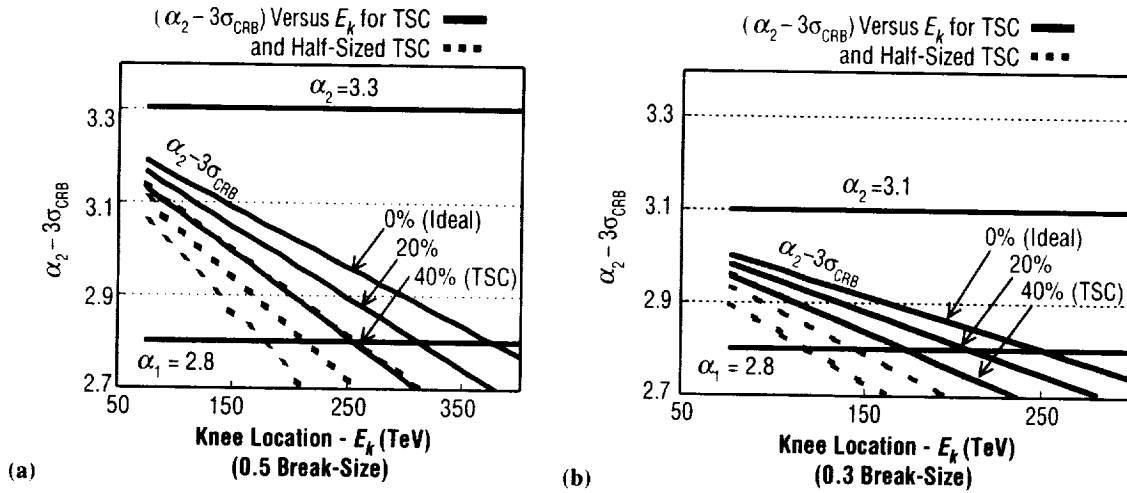 (α₂ − 3σCRB) Versus Eₖ for TSC
and Half-Sized TSC
α₂ = 3.3
3.3
α₂ − 3σCRB
3.1
0% (Ideal)
20%
40% (TSC)
2.9
α₁ = 2.8
2.7
α₂ − 3σCRB
50
150
250
350
Knee Location - Eₖ (TeV)
(0.5 Break-Size)
(a)
(α₂ − 3σCRB) Versus Eₖ for TSC
and Half-Sized TSC
3.3
α₂ = 3.1
3.1
0% (Ideal)
α₂ − 3σCRB
20%
40% (TSC)
2.9
α₁ = 2.8
2.7
α₂ − 3σCRB
50
150
250
Knee Location - Eₖ (TeV)
(0.3 Break-Size)
(b)